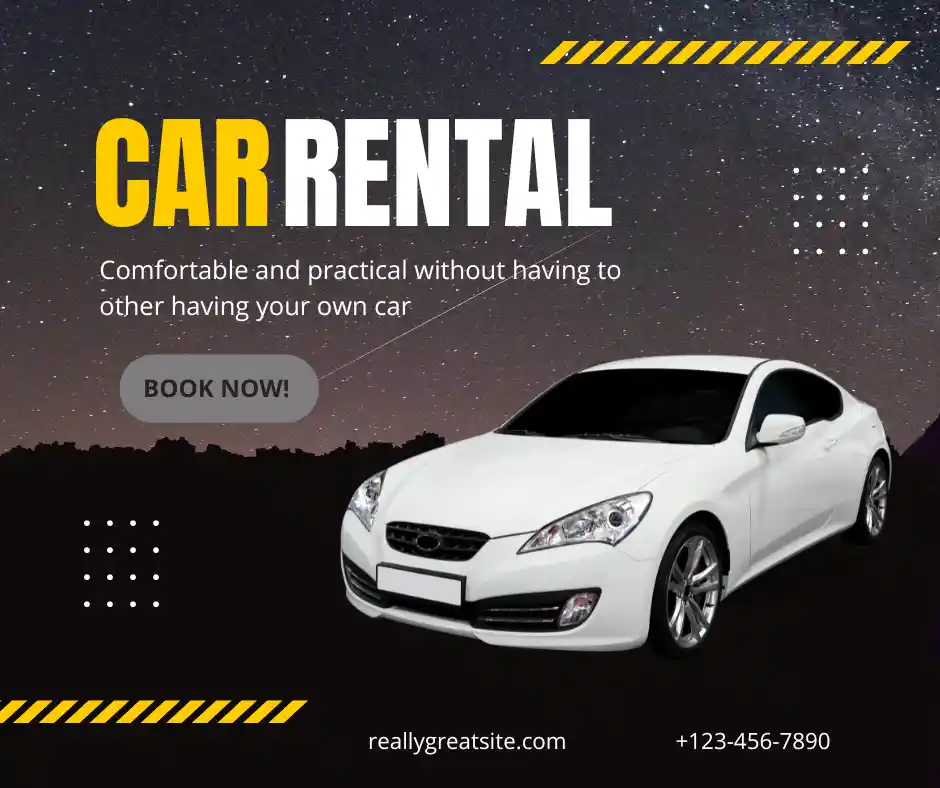 CAR RENTAL
Comfortable and practical without having to
other having your own car
BOOK NOW!
reallygreatsite.com
+123-456-7890